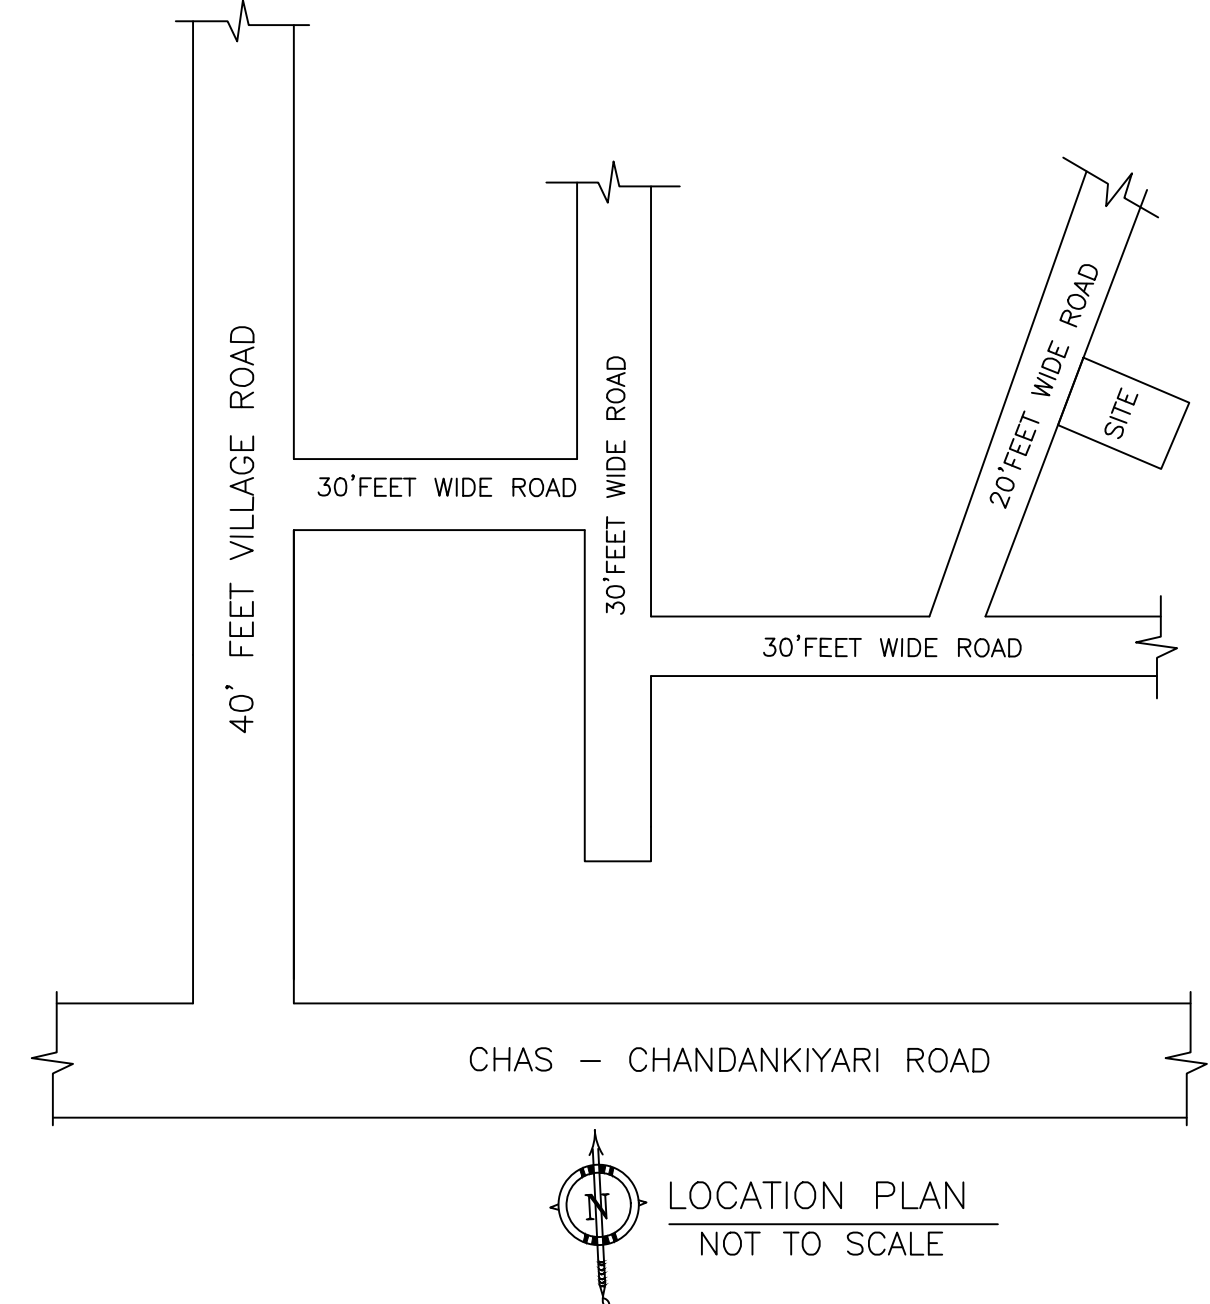 40' FEET VILLAGE ROAD
30'FEET WIDE ROAD
30'FEET WIDE ROAD
20'FEET WIDE ROAD
SITE
30'FEET WIDE ROAD
CHAS – CHANDANKIYARI ROAD
N
LOCATION PLAN
NOT TO SCALE